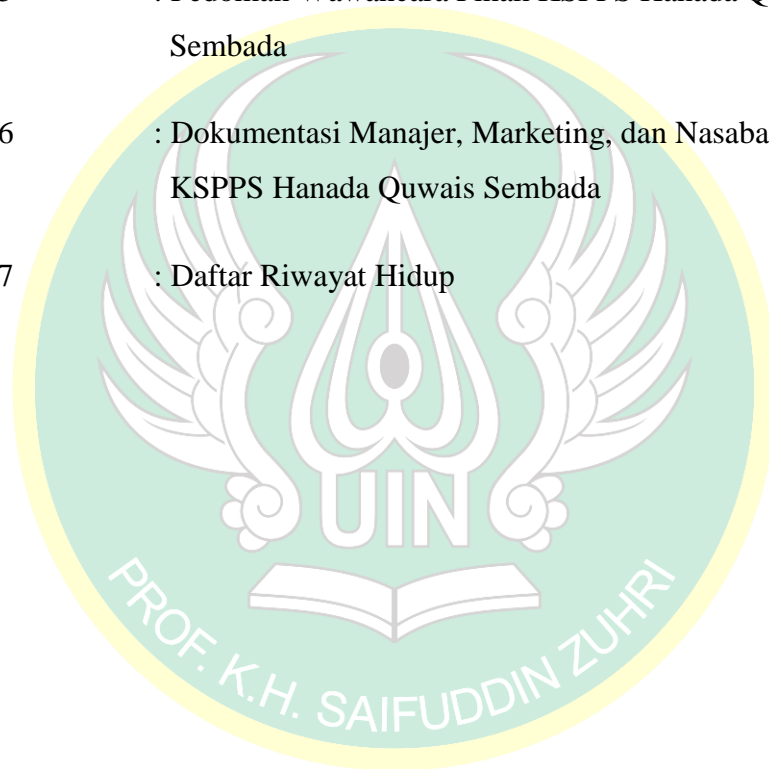 Sembada
6 : Dokumentasi Manajer, Marketing, dan Nasaba
KSPPS Hanada Quwais Sembada
7 : Daftar Riwayat Hidup
UIN
PROF. K.H. SAIFUDDIN ZUHRI